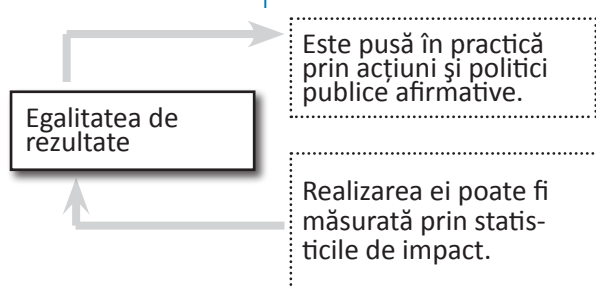 Este pusă în practică
prin acțiuni şi politici
publice afirmative.
Egalitatea de
rezultate
Realizarea ei poate fi
măsurată prin statis-
ticile de impact.